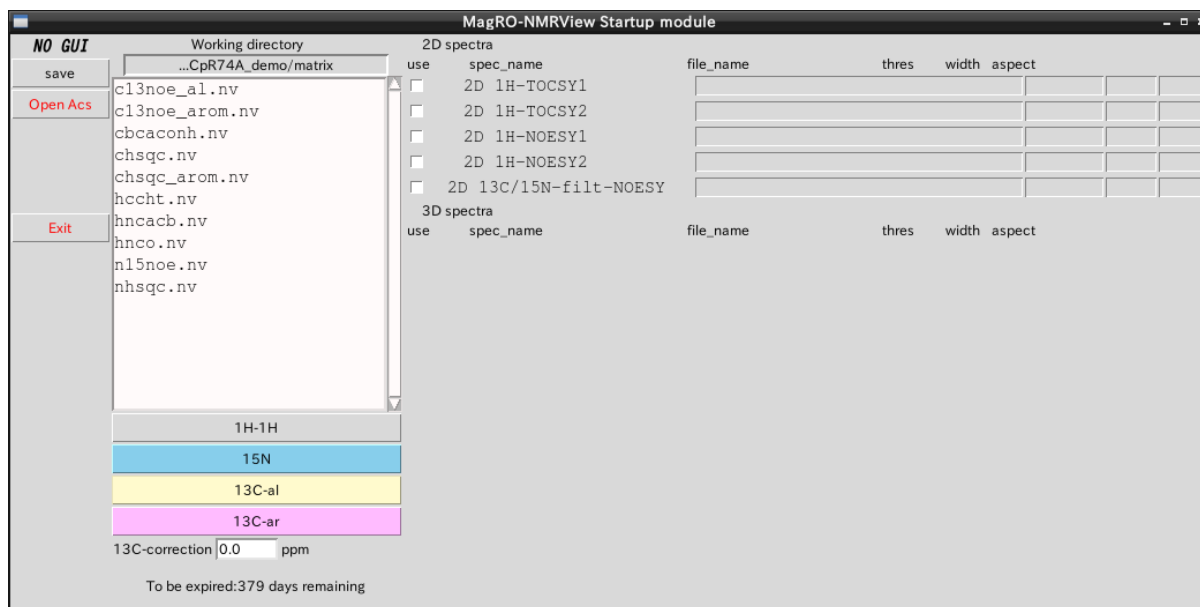 MagRO-NMRView Startup module
NO GUI
save
Open Acs
Exit
Working directory
...CpR74A_demo/matrix
c13noe_al.nv
c13noe_arom.nv
cbcaconh.nv
chsqc.nv
chsqc_arom.nv
hccht.nv
hncacb.nv
hnco.nv
n15noe.nv
nhsqc.nv
1H-1H
15N
13C-al
13C-ar
13C-correction 0.0 ppm
To be expired:379 days remaining
2D spectra
use spec_name file_name thres width aspect
2D 1H-TOCSY1
2D 1H-TOCSY2
2D 1H-NOESY1
2D 1H-NOESY2
2D 13C/15N-filt-NOESY
3D spectra
use spec_name file_name thres width aspect